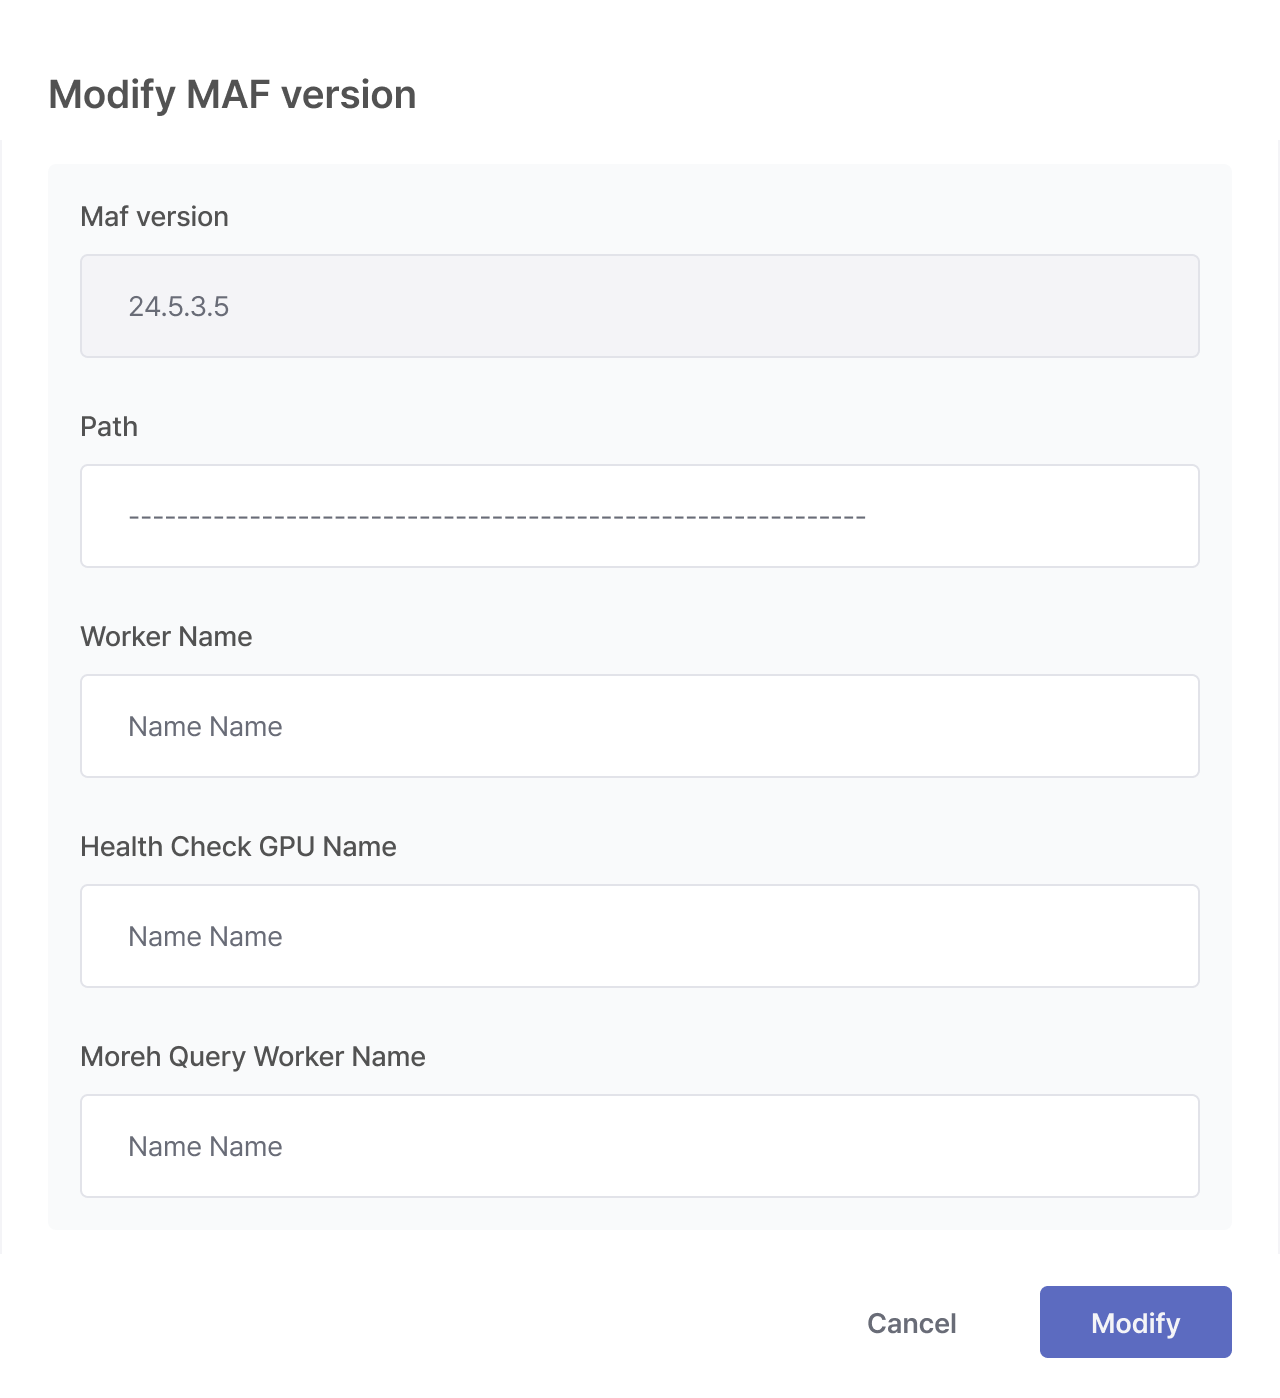 Modify MAF version
Maf version
24.5.3.5
Path
-------------------------------------------------------------
Worker Name
Name Name
Health Check GPU Name
Name Name
Moreh Query Worker Name
Name Name
Cancel
Modify